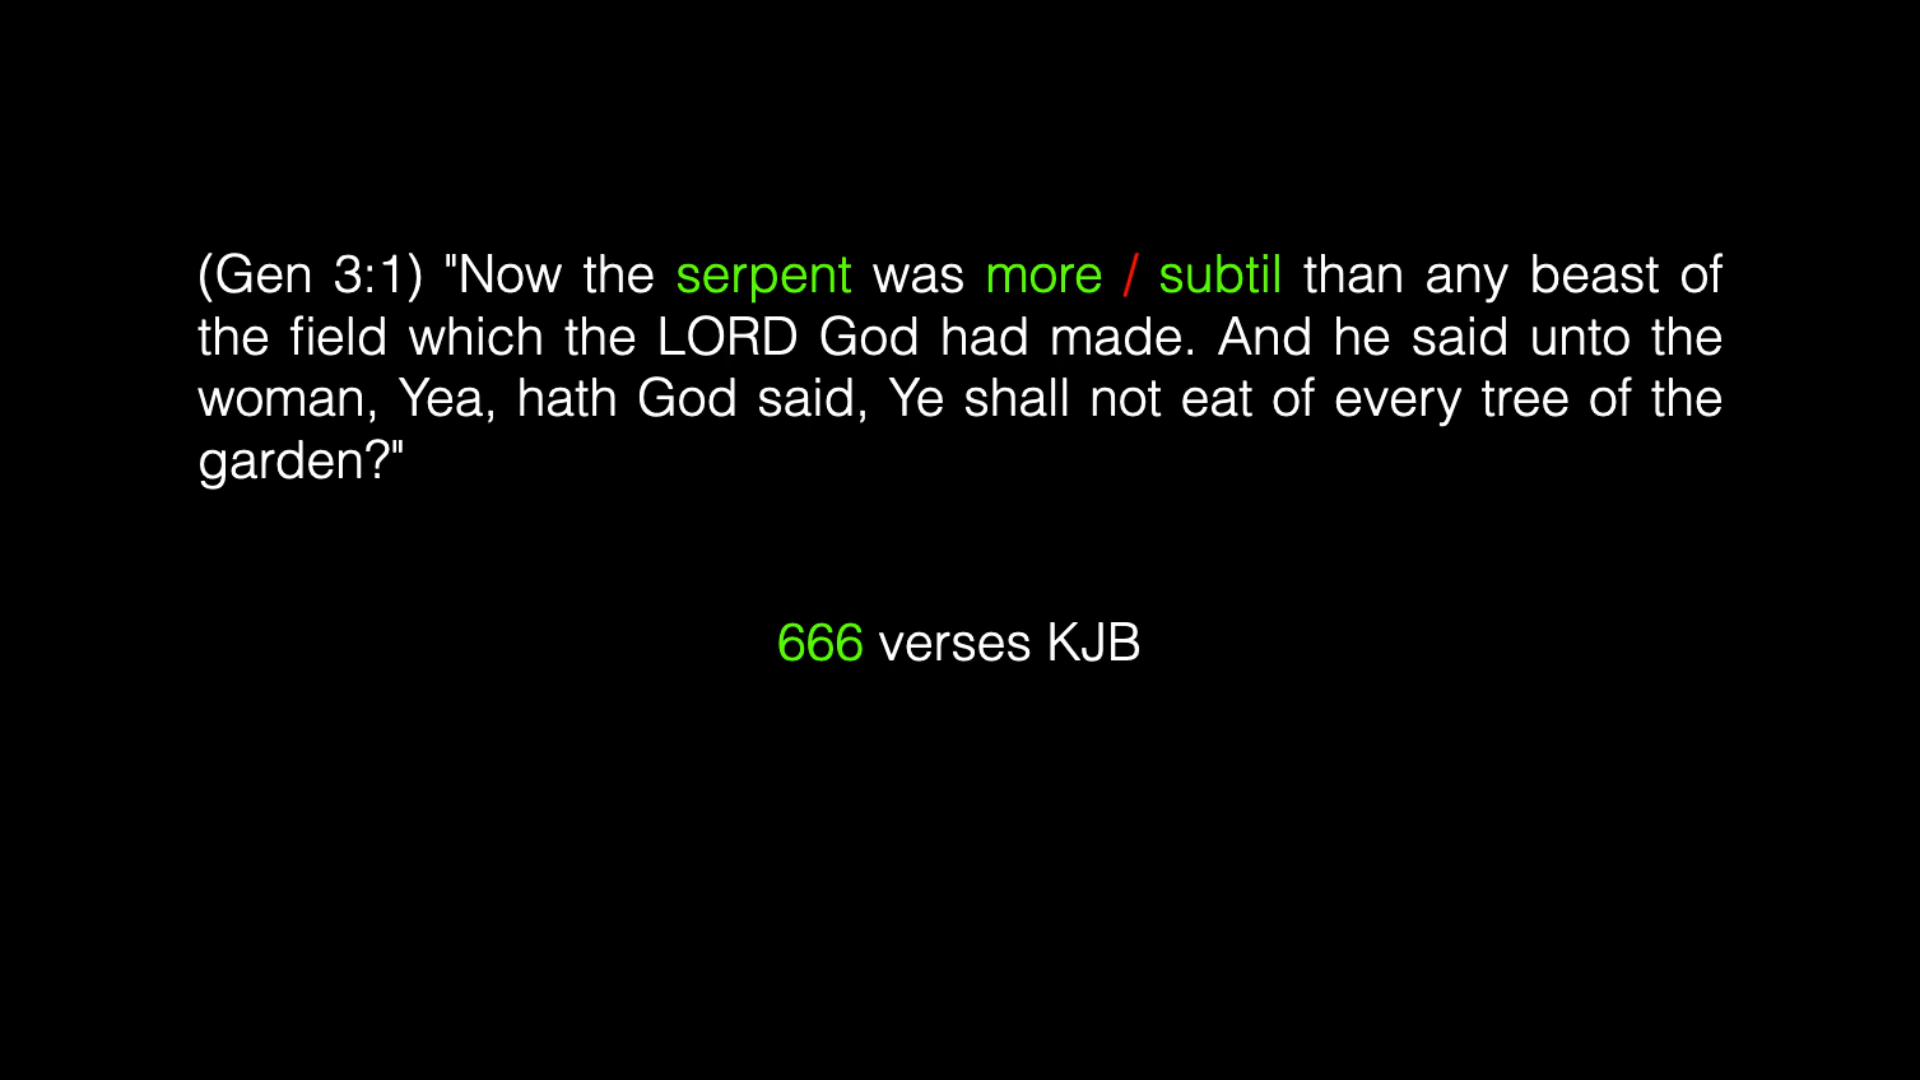 (Gen 3:1) "Now the serpent was more / subtil than any beast of
the field which the LORD God had made. And he said unto the
woman, Yea, hath God said, Ye shall not eat of every tree of the
garden?"
666 verses KJB